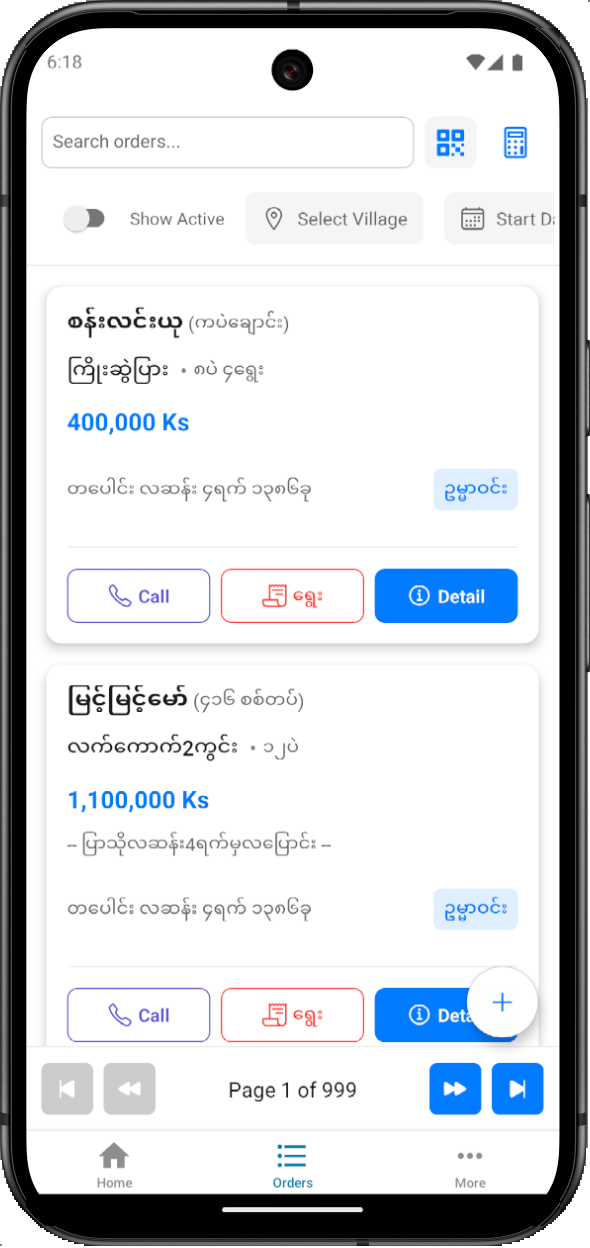 6:18
Search orders...
Show Active
Select Village
Start Da
စန်းလင်းယု (ကပဲချောင်း)
ကြိုးဆွဲပြား • ၈ပဲ ၄ရွေး
400,000 Ks
တပေါင်း လဆန်း ၄ရက် ၁၃၈၆ခု
ဥမ္မာဝင်း
Call
ရွေး
Detail
မြင့်မြင့်မော် (၄၁၆ စစ်တပ်)
လက်ကောက်2ကွင်း • ၁၂ပဲ
1,100,000 Ks
-- ပြာသိုလဆန်း4ရက်မှလပြောင်း --
တပေါင်း လဆန်း ၄ရက် ၁၃၈၆ခု
ဥမ္မာဝင်း
Call
ရွေး
Deta
Page 1 of 999
Home
Orders
More